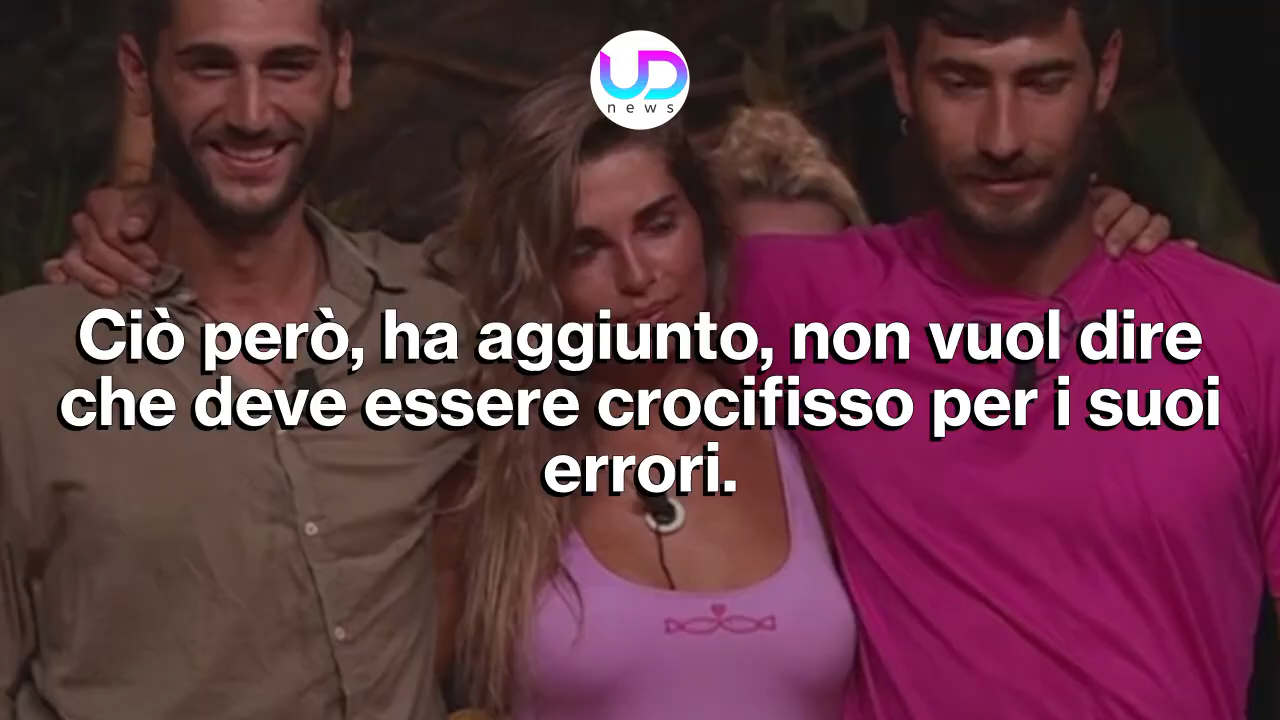 UD
news
Ciò però, ha aggiunto, non vuol dire
che deve essere crocifisso per i suoi
errori.